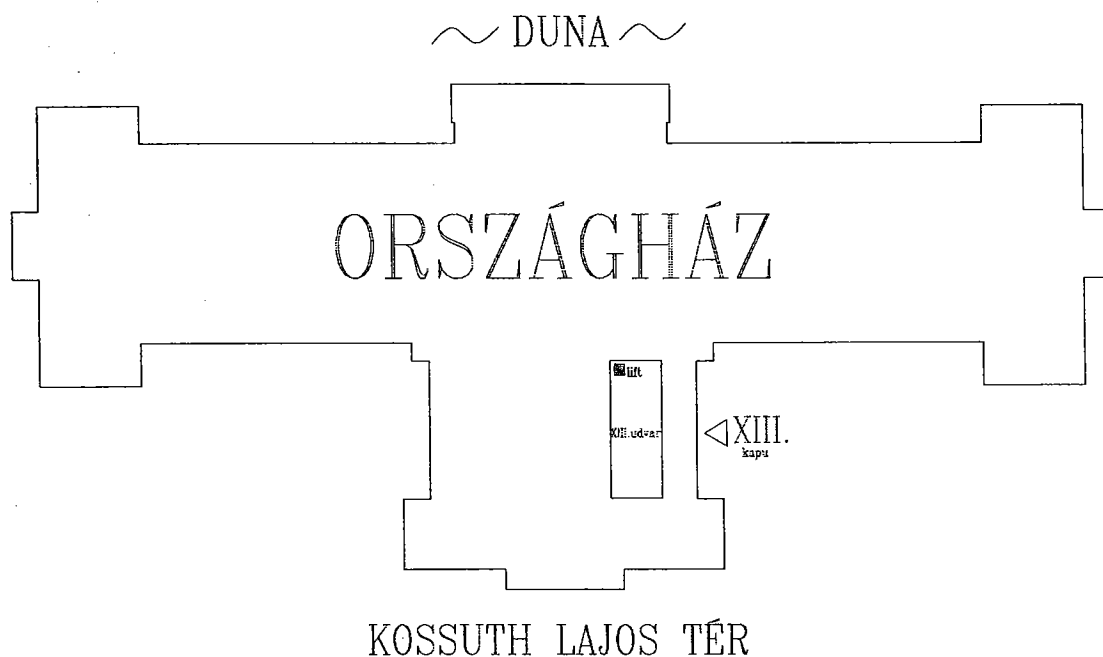 DUNA
ORSZÁGHÁZ
lift
XIII.udvar
XIII.
kapu
KOSSUTH LAJOS TÉR